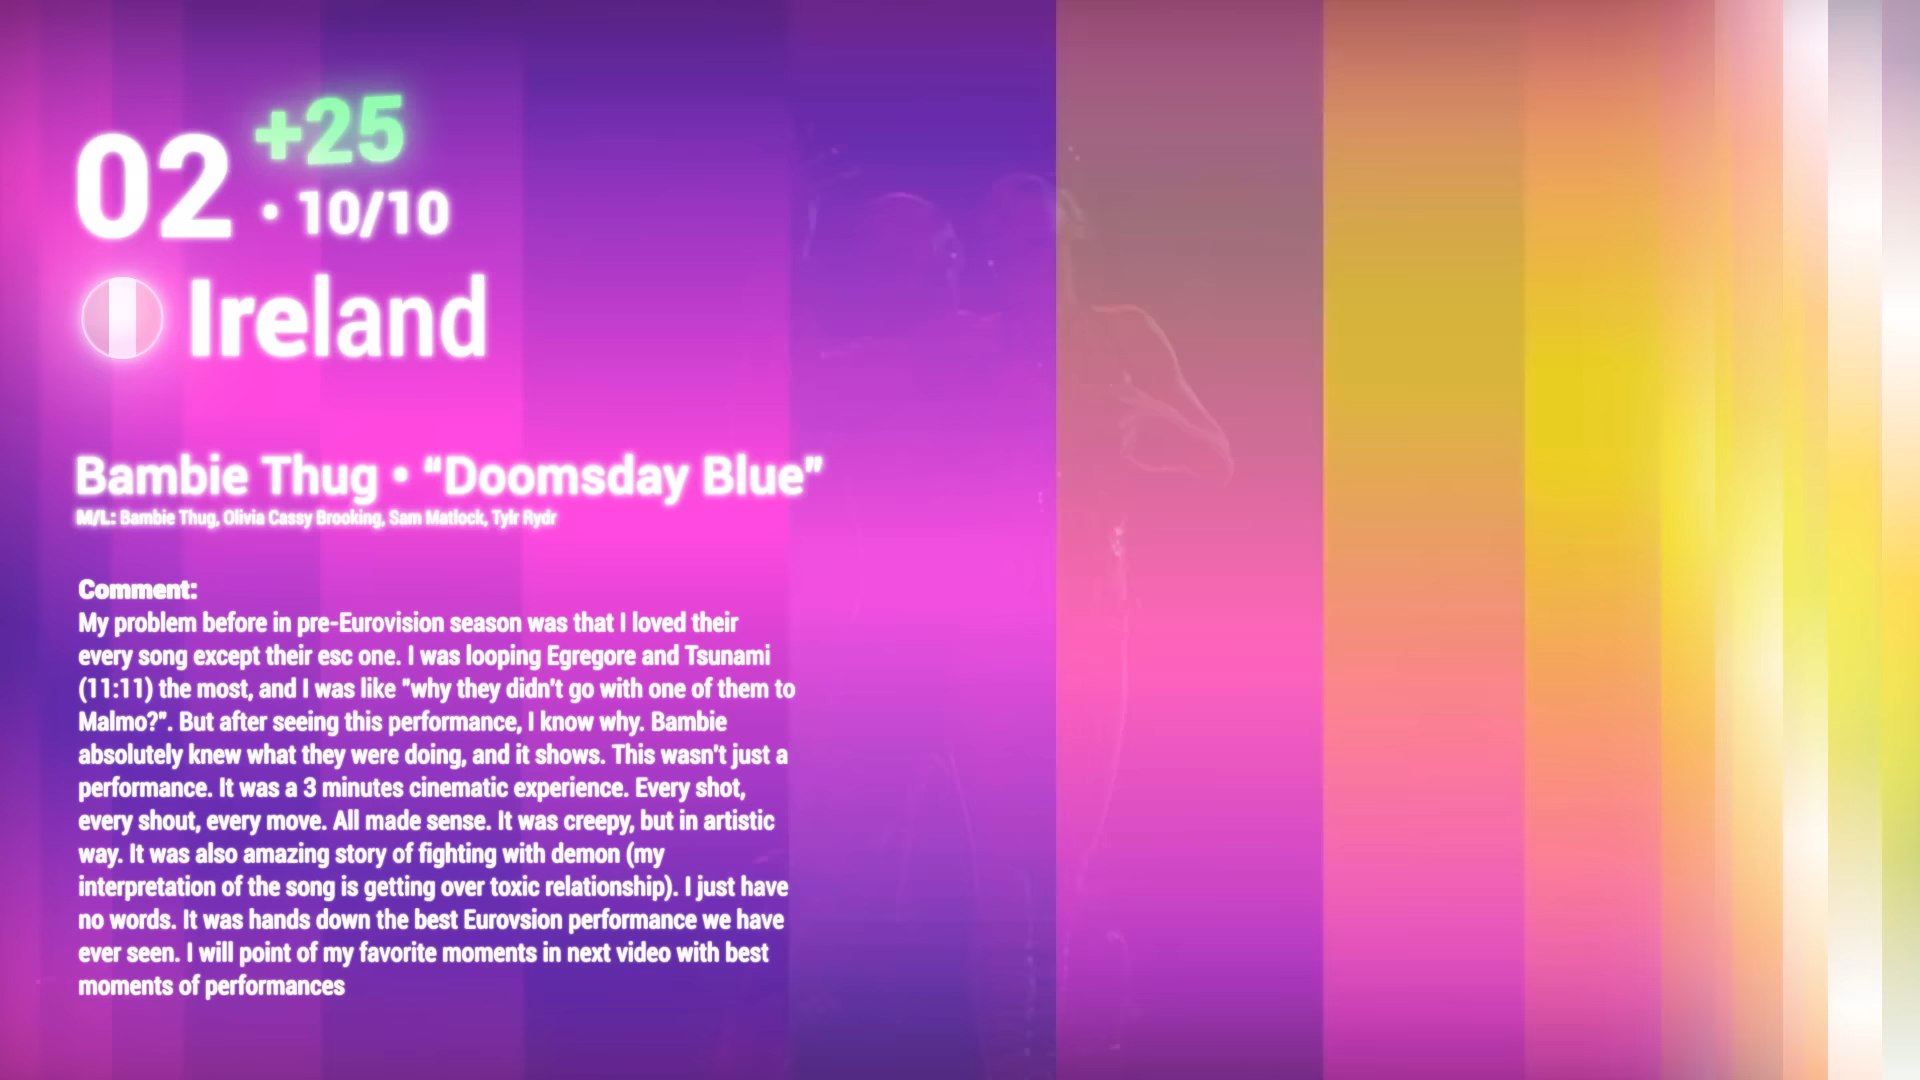 02 +25
• 10/10
Ireland
Bambie Thug • “Doomsday Blue”
M/L: Bambie Thug, Olivia Cassy Brooking, Sam Matlock, Tylr Rydr
Comment:
My problem before in pre-Eurovision season was that I loved their
every song except their esc one. I was looping Egregore and Tsunami
(11:11) the most, and I was like "why they didn't go with one of them to
Malmo?". But after seeing this performance, I know why. Bambie
absolutely knew what they were doing, and it shows. This wasn't just a
performance. It was a 3 minutes cinematic experience. Every shot,
every shout, every move. All made sense. It was creepy, but in artistic
way. It was also amazing story of fighting with demon (my
interpretation of the song is getting over toxic relationship). I just have
no words. It was hands down the best Eurovsion performance we have
ever seen. I will point of my favorite moments in next video with best
moments of performances